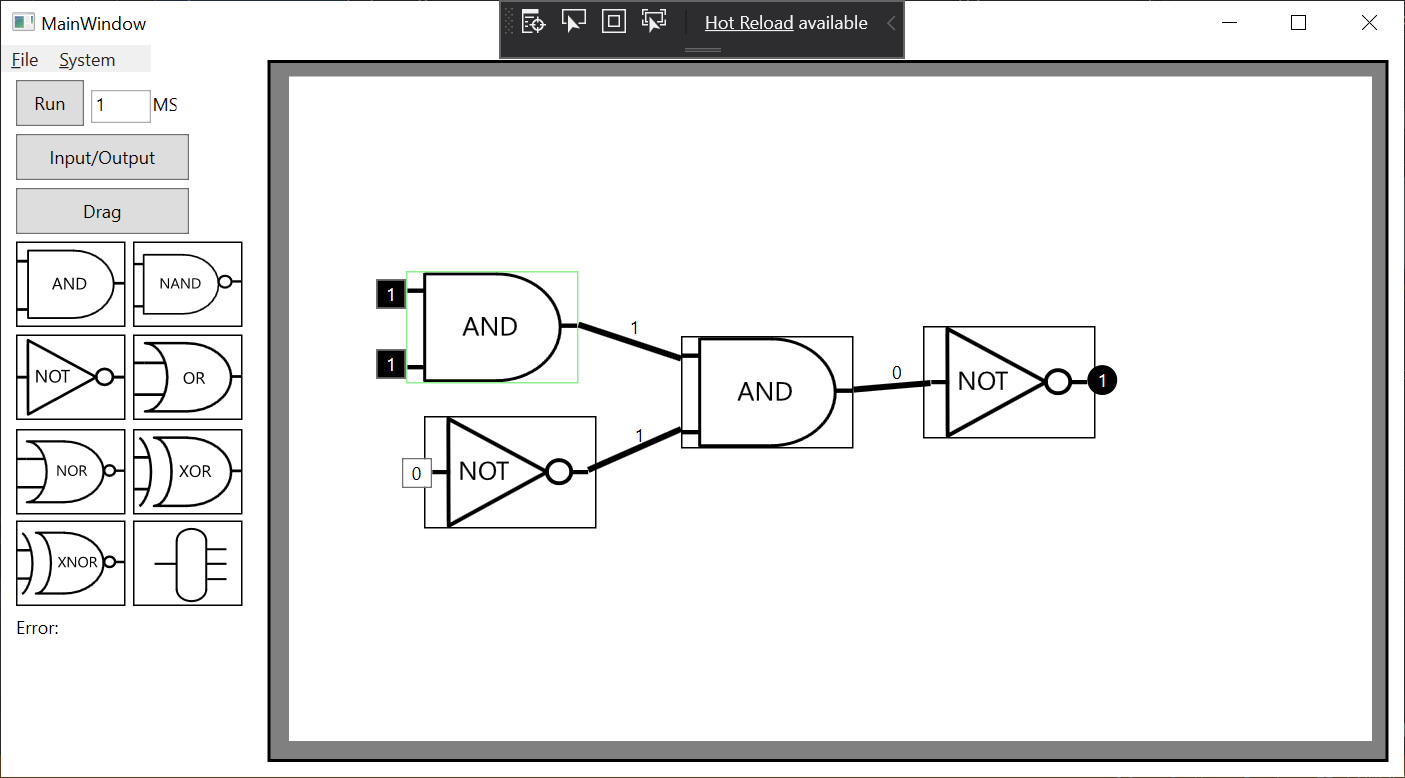 MainWindow
Hot Reload available
File System
Run 1 MS
Input/Output
Drag
AND NAND
NOT OR
NOR XOR
XNOR
Error:
1
1
AND
1
0
NOT
1
AND
0
NOT
1